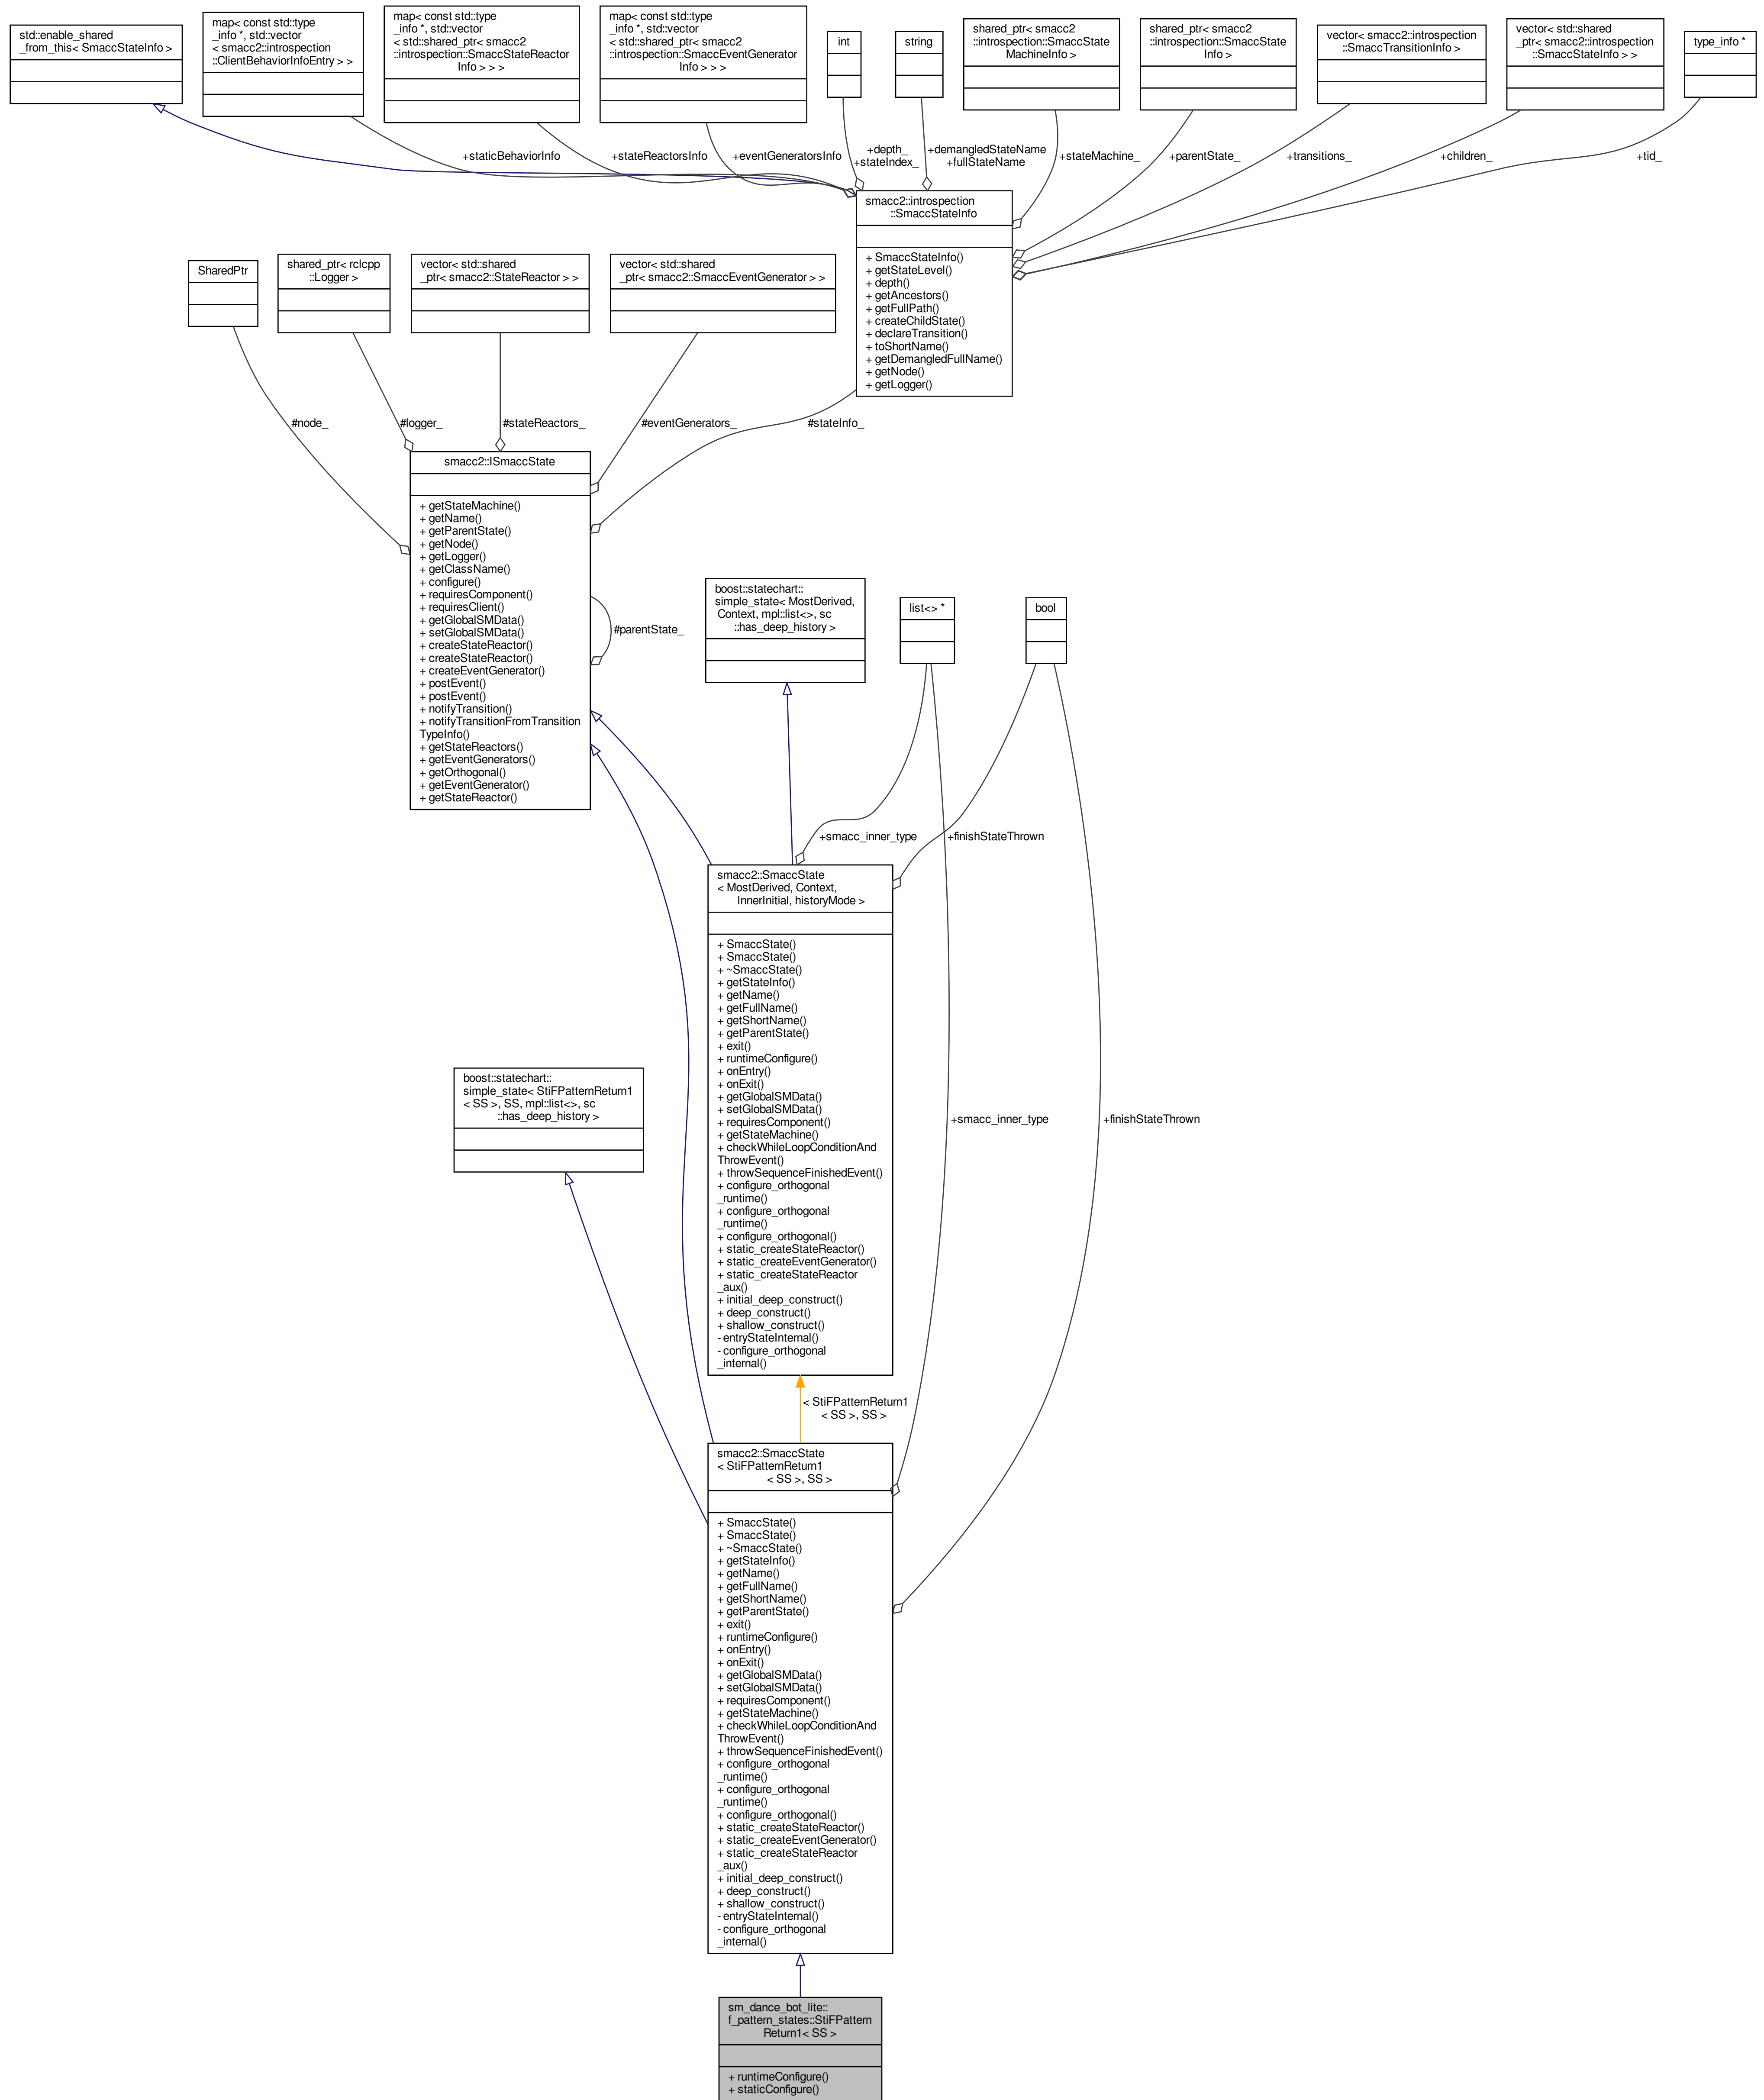 std::enable_shared
_from_this< SmaccStateInfo >
map< const std::type
_info *, std::vector
< smacc2::introspection
::ClientBehaviorInfoEntry > >
map< const std::type
_info *, std::vector
< std::shared_ptr< smacc2
::introspection::SmaccStateReactor
Info > > >
map< const std::type
_info *, std::vector
< std::shared_ptr< smacc2
::introspection::SmaccEventGenerator
Info > > >
int
string
shared_ptr< smacc2
::introspection::SmaccState
MachineInfo >
shared_ptr< smacc2
::introspection::SmaccState
Info >
vector< smacc2::introspection
::SmaccTransitionInfo >
vector< std::shared
_ptr< smacc2::introspection
::SmaccStateInfo > >
type_info *
+staticBehaviorInfo
+stateReactorsInfo
+eventGeneratorsInfo
+depth_
+stateIndex_
+demangledStateName
+fullStateName
+stateMachine_
+parentState_
+transitions_
+children_
+tid_
smacc2::introspection
::SmaccStateInfo
+ SmaccStateInfo()
+ getStateLevel()
+ depth()
+ getAncestors()
+ getFullPath()
+ createChildState()
+ declareTransition()
+ toShortName()
+ getDemangledFullName()
+ getNode()
+ getLogger()
SharedPtr
shared_ptr< rclcpp
::Logger >
vector< std::shared
_ptr< smacc2::StateReactor > >
vector< std::shared
_ptr< smacc2::SmaccEventGenerator > >
#node_
#logger_
#stateReactors_
#eventGenerators_
#stateInfo_
smacc2::ISmaccState
+ getStateMachine()
+ getName()
+ getParentState()
+ getNode()
+ getLogger()
+ getClassName()
+ configure()
+ requiresComponent()
+ requiresClient()
+ getGlobalSMData()
+ setGlobalSMData()
+ createStateReactor()
+ createStateReactor()
+ createEventGenerator()
+ postEvent()
+ postEvent()
+ notifyTransition()
+ notifyTransitionFromTransition
TypeInfo()
+ getStateReactors()
+ getEventGenerators()
+ getOrthogonal()
+ getEventGenerator()
+ getStateReactor()
#parentState_
boost::statechart::
simple_state< MostDerived,
Context, mpl::list<>, sc
::has_deep_history >
list<> *
bool
+smacc_inner_type
+finishStateThrown
smacc2::SmaccState
< MostDerived, Context,
InnerInitial, historyMode >
+ SmaccState()
+ SmaccState()
+ ~SmaccState()
+ getStateInfo()
+ getName()
+ getFullName()
+ getShortName()
+ getParentState()
+ exit()
+ runtimeConfigure()
+ onEntry()
+ onExit()
+ getGlobalSMData()
+ setGlobalSMData()
+ requiresComponent()
+ getStateMachine()
+ checkWhileLoopConditionAnd
ThrowEvent()
+ throwSequenceFinishedEvent()
+ configure_orthogonal
_runtime()
+ configure_orthogonal
_runtime()
+ configure_orthogonal()
+ static_createStateReactor()
+ static_createEventGenerator()
+ static_createStateReactor
_aux()
+ initial_deep_construct()
+ deep_construct()
+ shallow_construct()
- entryStateInternal()
- configure_orthogonal
_internal()
boost::statechart::
simple_state< StiFPatternReturn1
< SS >, SS, mpl::list<>, sc
::has_deep_history >
+smacc_inner_type
+finishStateThrown
< StiFPatternReturn1
< SS >, SS >
smacc2::SmaccState
< StiFPatternReturn1
< SS >, SS >
+ SmaccState()
+ SmaccState()
+ ~SmaccState()
+ getStateInfo()
+ getName()
+ getFullName()
+ getShortName()
+ getParentState()
+ exit()
+ runtimeConfigure()
+ onEntry()
+ onExit()
+ getGlobalSMData()
+ setGlobalSMData()
+ requiresComponent()
+ getStateMachine()
+ checkWhileLoopConditionAnd
ThrowEvent()
+ throwSequenceFinishedEvent()
+ configure_orthogonal
_runtime()
+ configure_orthogonal
_runtime()
+ configure_orthogonal()
+ static_createStateReactor()
+ static_createEventGenerator()
+ static_createStateReactor
_aux()
+ initial_deep_construct()
+ deep_construct()
+ shallow_construct()
- entryStateInternal()
- configure_orthogonal
_internal()
sm_dance_bot_lite::
f_pattern_states::StiFPattern
Return1< SS >
+ runtimeConfigure()
+ staticConfigure()